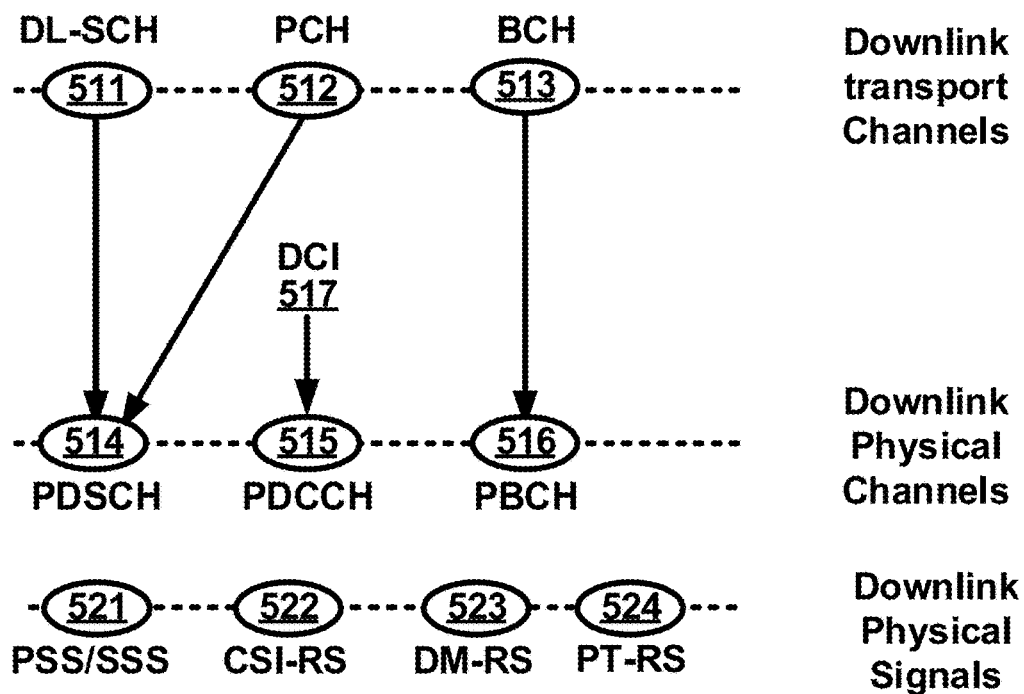 DL-SCH PCH BCH
Downlink
transport
Channels
511 512 513
DCI
517
Downlink
Physical
Channels
514 515 516
PDSCH PDCCH PBCH
Downlink
Physical
Signals
521 522 523 524
PSS/SSS CSI-RS DM-RS PT-RS